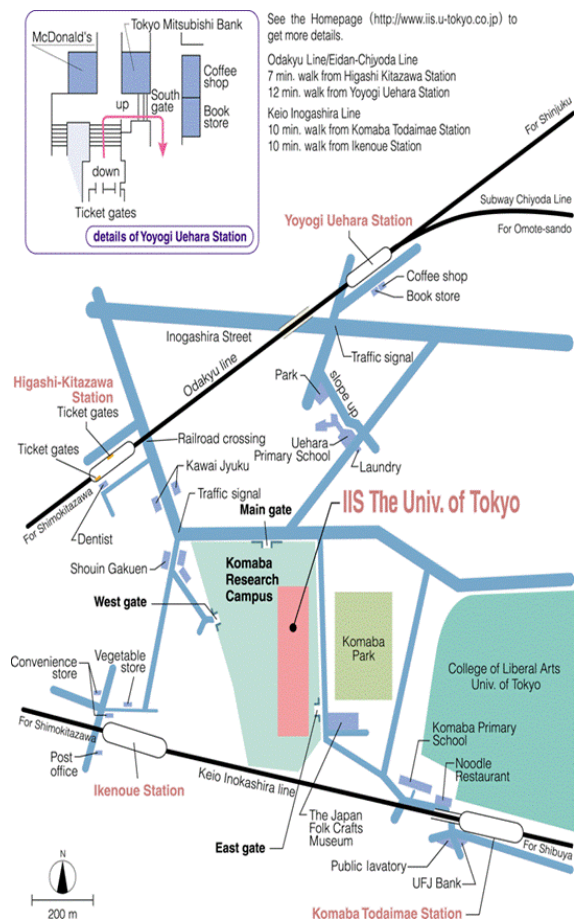 McDonald's
Tokyo Mitsubishi Bank
Coffee
shop
up
South
gate
Book
store
down
Ticket gates
details of Yoyogi Uehara Station
See the Homepage (http://www.iis.u-tokyo.co.jp) to
get more details.
Odakyu Line/Eidan-Chiyoda Line
7 min. walk from Higashi Kitazawa Station
12 min. walk from Yoyogi Uehara Station
Keio Inogashira Line
10 min. walk from Komaba Todaimae Station
10 min. walk from Ikenoue Station
For Shinjuku
Subway Chiyoda Line
For Omote-sando
Yoyogi Uehara Station
Coffee shop
Book store
Inogashira Street
Traffic signal
Odakyu line
Park
slope up
Higashi-Kitazawa
Station
Ticket gates
Ticket gates
Railroad crossing
Uehara
Primary School
Laundry
Kawai Jyuku
For Shimokitazawa
Dentist
Traffic signal
Main gate
IIS The Univ. of Tokyo
Shouin Gakuen
Komaba
Research
Campus
West gate
Komaba
Park
College of Liberal Arts
Univ. of Tokyo
Convenience
store
Vegetable
store
For Shimokitazawa
Post
office
Ikenoue Station
Keio Inokashira line
Komaba Primary
School
Noodle
Restaurant
The Japan
Folk Crafts
Museum
East gate
For Shibuya
Public lavatory
UFJ Bank
Komaba Todaimae Station
N
200 m